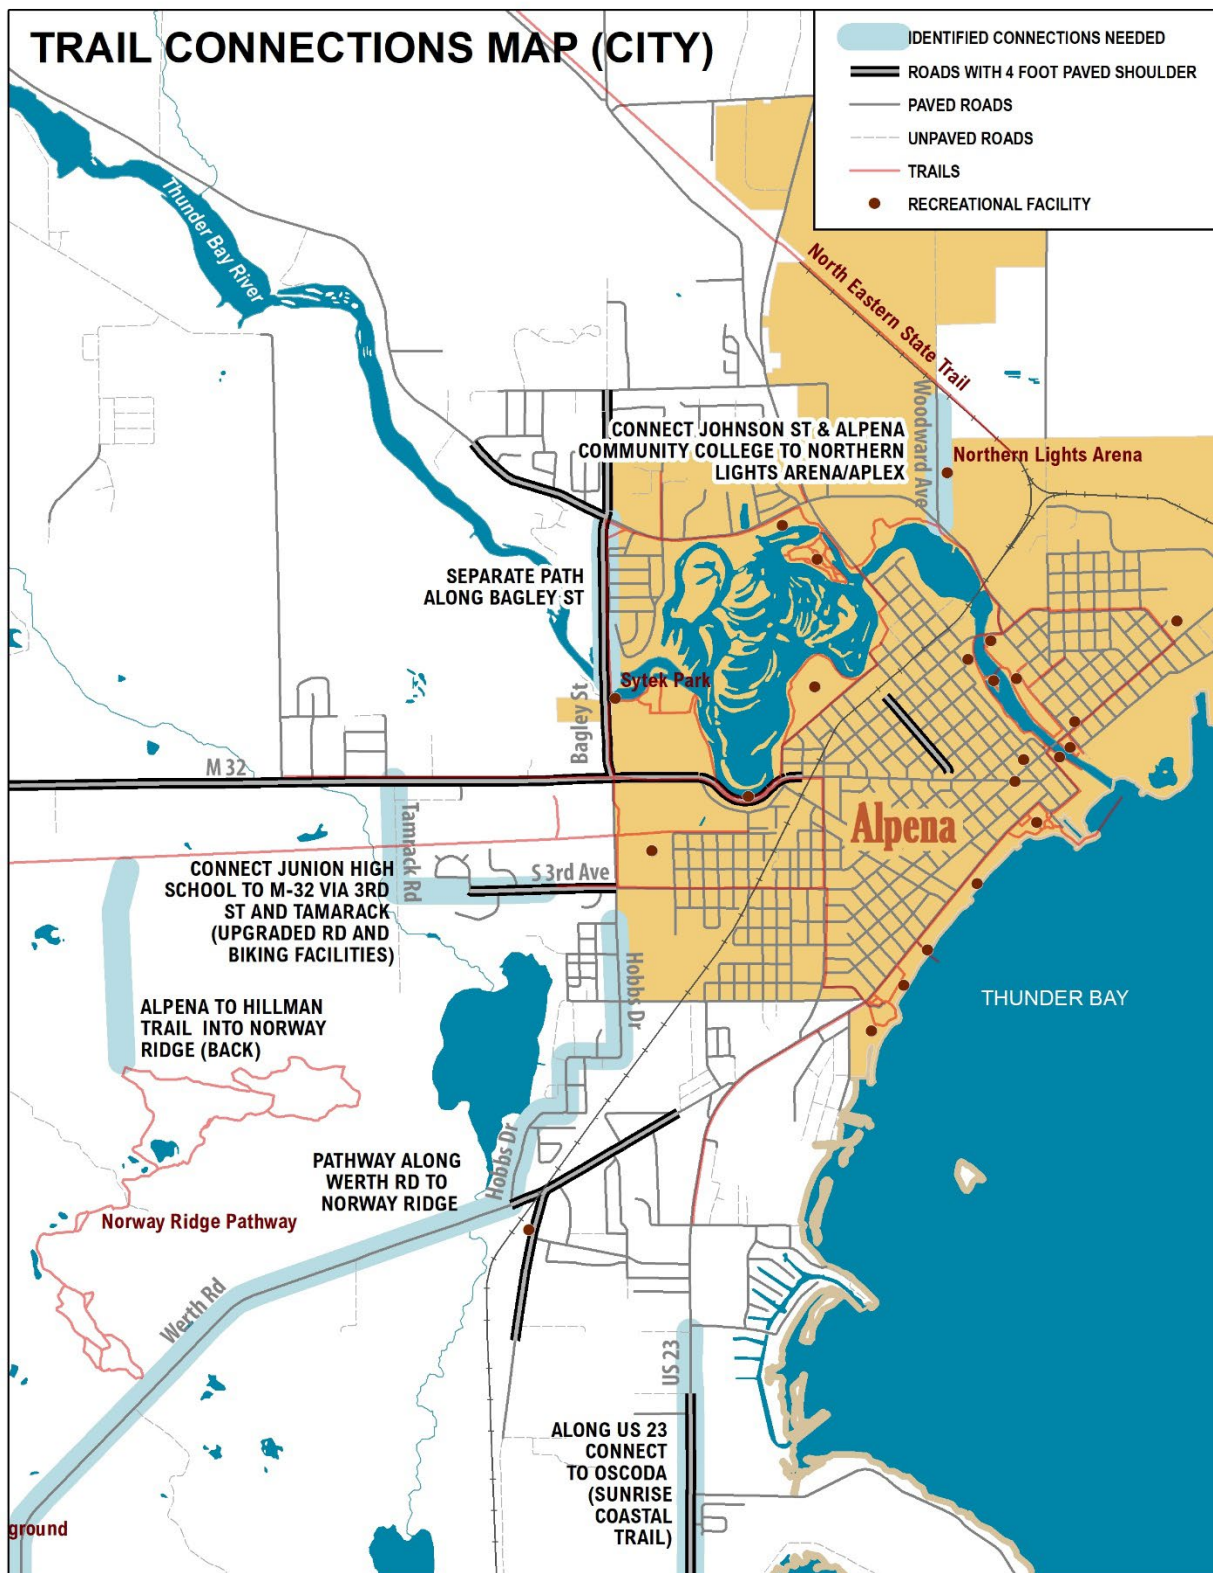 TRAIL CONNECTIONS MAP (CITY)
IDENTIFIED CONNECTIONS NEEDED
ROADS WITH 4 FOOT PAVED SHOULDER
PAVED ROADS
UNPAVED ROADS
TRAILS
RECREATIONAL FACILITY
Thunder Bay River
North Eastern State Trail
Woodward Ave
CONNECT JOHNSON ST & ALPENA
COMMUNITY COLLEGE TO NORTHERN
LIGHTS ARENA/APLEX
Northern Lights Arena
SEPARATE PATH
ALONG BAGLEY ST
Bagley St
Sytek Park
M 32
Tamrack Rd
Alpena
CONNECT JUNION HIGH
SCHOOL TO M-32 VIA 3RD
ST AND TAMARACK
(UPGRADED RD AND
BIKING FACILITIES)
S 3rd Ave
Hobbs Dr
THUNDER BAY
ALPENA TO HILLMAN
TRAIL INTO NORWAY
RIDGE (BACK)
Hobbs Dr
PATHWAY ALONG
WERTH RD TO
NORWAY RIDGE
Norway Ridge Pathway
Werth Rd
US 23
ALONG US 23
CONNECT
TO OSCODA
(SUNRISE
COASTAL
TRAIL)
ground